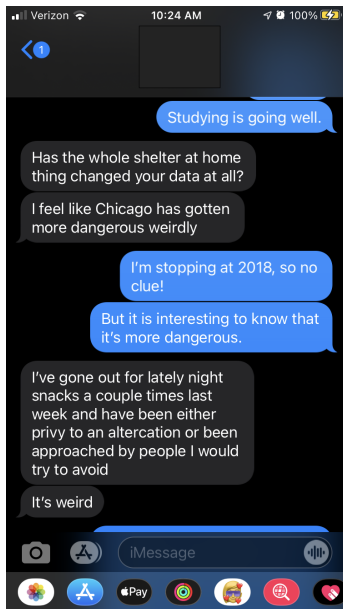 Verizon 10:24 AM 100%
1
Studying is going well.
Has the whole shelter at home
thing changed your data at all?
I feel like Chicago has gotten
more dangerous weirdly
I'm stopping at 2018, so no
clue!
But it is interesting to know that
it's more dangerous.
I've gone out for lately night
snacks a couple times last
week and have been either
privy to an altercation or been
approached by people I would
try to avoid
It's weird
iMessage
Pay